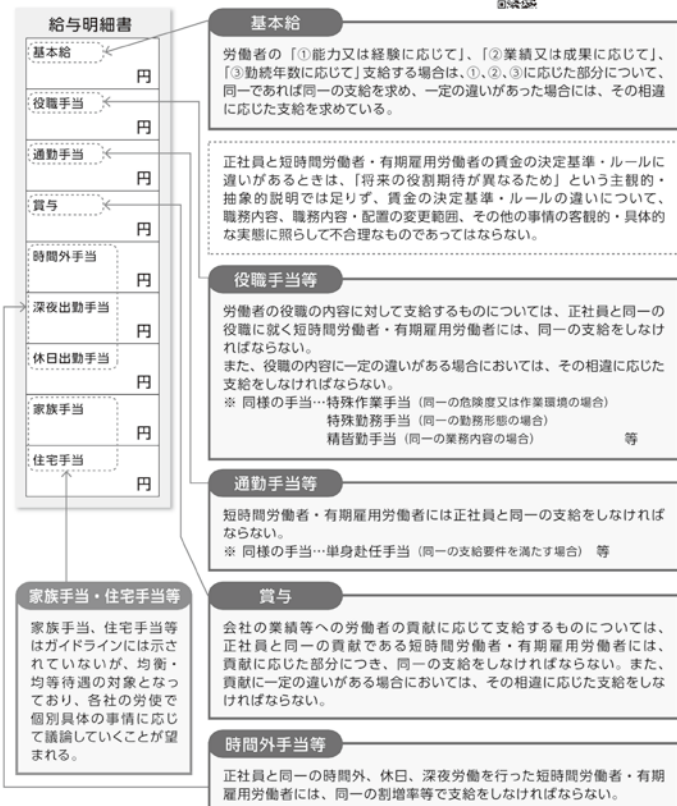 給与明細書
基本給
円
役職手当
円
通勤手当
円
賞与
円
時間外手当
円
深夜出勤手当
円
休日出勤手当
円
家族手当
円
住宅手当
円
基本給
労働者の「①能力又は経験に応じて」、「②業績又は成果に応じて」、
「③勤続年数に応じて」支給する場合は、①、②、③に応じた部分について、
同一であれば同一の支給を求め、一定の違いがあった場合には、その相違
に応じた支給を求めている。
正社員と短時間労働者・有期雇用労働者の賃金の決定基準・ルールに
違いがあるときは、「将来の役割期待が異なるため」という主観的・
抽象的説明では足りず、賃金の決定基準・ルールの違いについて、
職務内容、職務内容・配置の変更範囲、その他の事情の客観的・具体的
な実態に照らして不合理なものであってはならない。
役職手当等
労働者の役職の内容に対して支給するものについては、正社員と同一の
役職に就く短時間労働者・有期雇用労働者には、同一の支給をしなけ
ればならない。
また、役職の内容に一定の違いがある場合においては、その相違に応じた
支給をしなければならない。
※ 同様の手当…特殊作業手当（同一の危険度又は作業環境の場合）
特殊勤務手当（同一の勤務形態の場合）
精皆勤手当（同一の業務内容の場合） 等
通勤手当等
短時間労働者・有期雇用労働者には正社員と同一の支給をしなければ
ならない。
※ 同様の手当…単身赴任手当（同一の支給要件を満たす場合） 等
賞与
会社の業績等への労働者の貢献に応じて支給するものについては、
正社員と同一の貢献である短時間労働者・有期雇用労働者には、
貢献に応じた部分につき、同一の支給をしなければならない。また、
貢献に一定の違いがある場合においては、その相違に応じた支給をしな
ければならない。
時間外手当等
正社員と同一の時間外、休日、深夜労働を行った短時間労働者・有期
雇用労働者には、同一の割増率等で支給をしなければならない。
家族手当・住宅手当等
家族手当、住宅手当等
はガイドラインには示さ
れていないが、均衡・
均等待遇の対象となっ
ており、各社の労使で
個別具体の事情に応じ
て議論していくことが望
まれる。